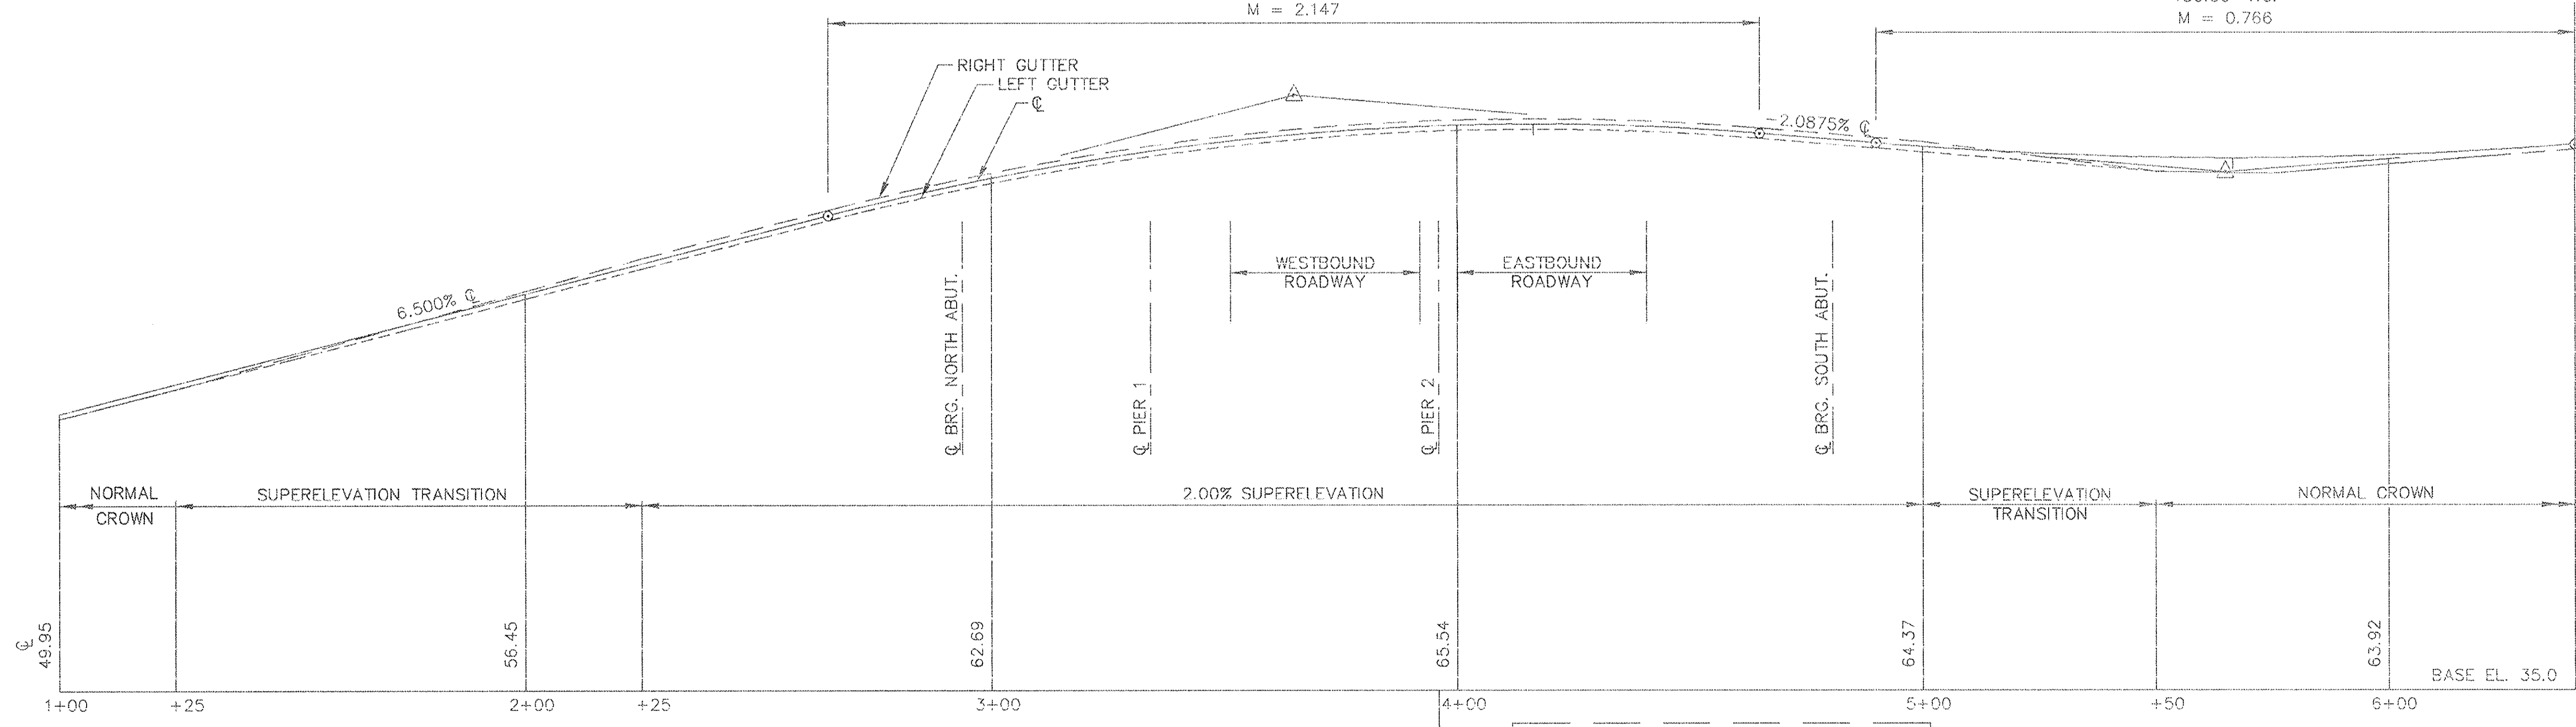 M = 2.147
M = 0.766
RIGHT GUTTER
LEFT GUTTER
℄
-2.0875% ℄
6.500% ℄
WESTBOUND
ROADWAY
EASTBOUND
ROADWAY
℄ BRG. NORTH ABUT.
℄ PIER 1
℄ PIER 2
℄ BRG. SOUTH ABUT.
NORMAL
CROWN
SUPERELEVATION TRANSITION
2.00% SUPERELEVATION
SUPERELEVATION
TRANSITION
NORMAL CROWN
℄
49.95
56.45
62.69
65.54
64.37
63.92
BASE EL. 35.0
1+00
+25
2+00
+25
3+00
4+00
5+00
+50
6+00